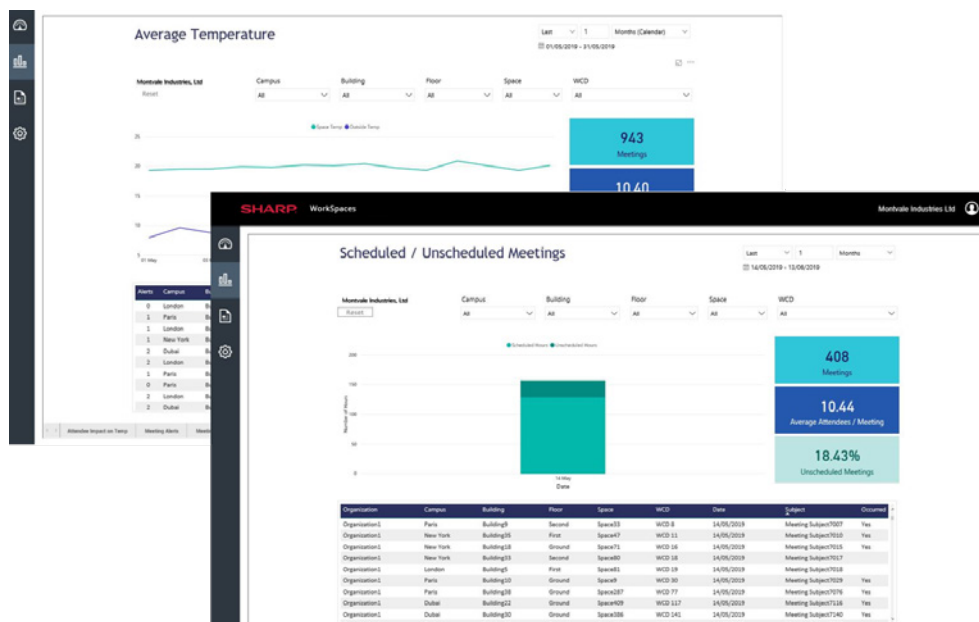 Average Temperature
Last 1 Months (Calendar)
01/05/2019 - 31/05/2019
Montvale Industries, Ltd
Reset
Campus Building Floor Space WCD
All All All All All
Space Temp Outside Temp
25
20
15
10
5
01 May
943
Meetings
10.40
Alerts Campus
0 London
1 Paris
1 London
1 New York
2 Dubai
2 London
1 Paris
0 Paris
2 London
2 Dubai
Attendee Impact on Temp Meeting Alerts
SHARP WorkSpaces Montvale Industries Ltd
Scheduled / Unscheduled Meetings
Last 1 Months
14/05/2019 - 13/06/2019
Montvale Industries, Ltd
Reset
Campus Building Floor Space WCD
All All All All All
Scheduled Hours Unscheduled Hours
200
150
100
50
0
Number of Hours
14 May
Date
408
Meetings
10.44
Average Attendees / Meeting
18.43%
Unscheduled Meetings
Organization Campus Building Floor Space WCD Date Subject Occurred
Organization1 Paris Building9 Second Space33 WCD 8 14/05/2019 Meeting Subject7007 Yes
Organization1 New York Building35 First Space47 WCD 11 14/05/2019 Meeting Subject7010 Yes
Organization1 New York Building18 Ground Space71 WCD 16 14/05/2019 Meeting Subject7015 Yes
Organization1 New York Building33 Second Space80 WCD 18 14/05/2019 Meeting Subject7017
Organization1 London Building5 First Space81 WCD 19 14/05/2019 Meeting Subject7018
Organization1 Paris Building10 Ground Space9 WCD 30 14/05/2019 Meeting Subject7029 Yes
Organization1 Paris Building38 Ground Space287 WCD 77 14/05/2019 Meeting Subject7076 Yes
Organization1 Dubai Building22 Ground Space409 WCD 117 14/05/2019 Meeting Subject7116 Yes
Organization1 Dubai Building30 Ground Space386 WCD 141 14/05/2019 Meeting Subject7140 Yes